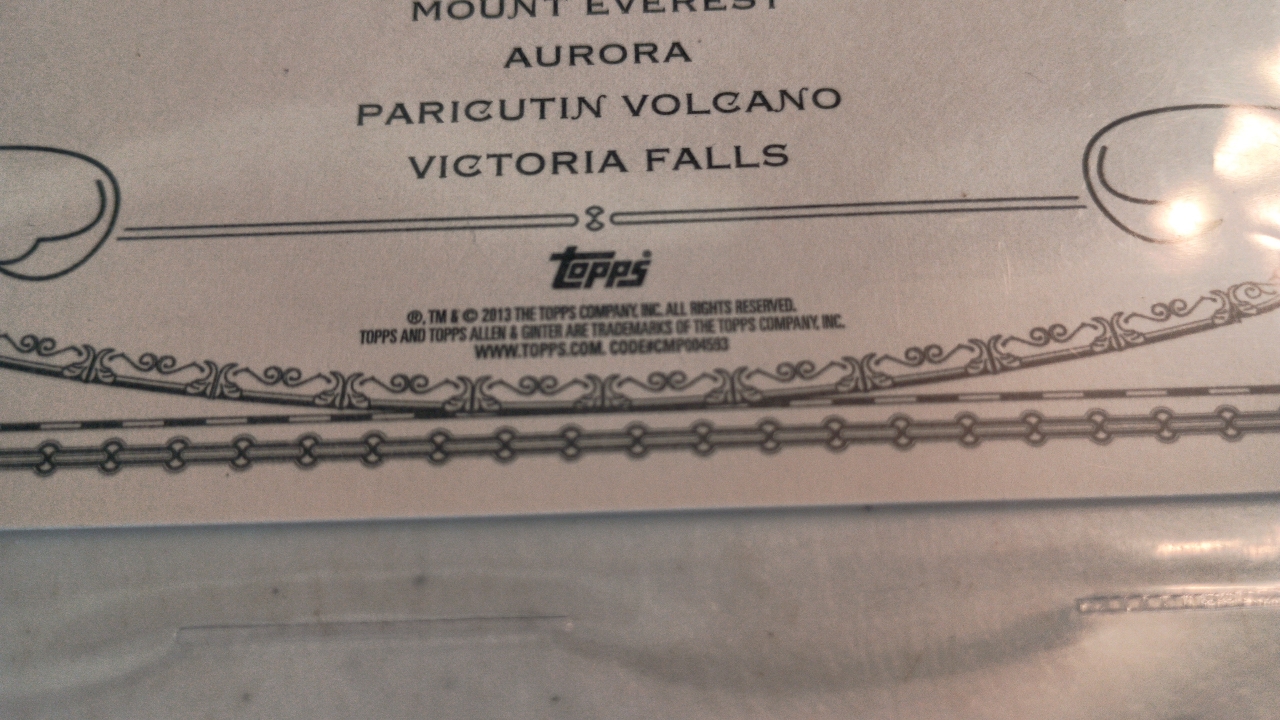 MOUNT EVEREST
AURORA
PARICUTIN VOLCANO
VICTORIA FALLS
Topps
®, TM & © 2013 THE TOPPS COMPANY, INC. ALL RIGHTS RESERVED.
TOPPS AND TOPPS ALLEN & GINTER ARE TRADEMARKS OF THE TOPPS COMPANY, INC.
WWW.TOPPS.COM. CODE#CMP004593